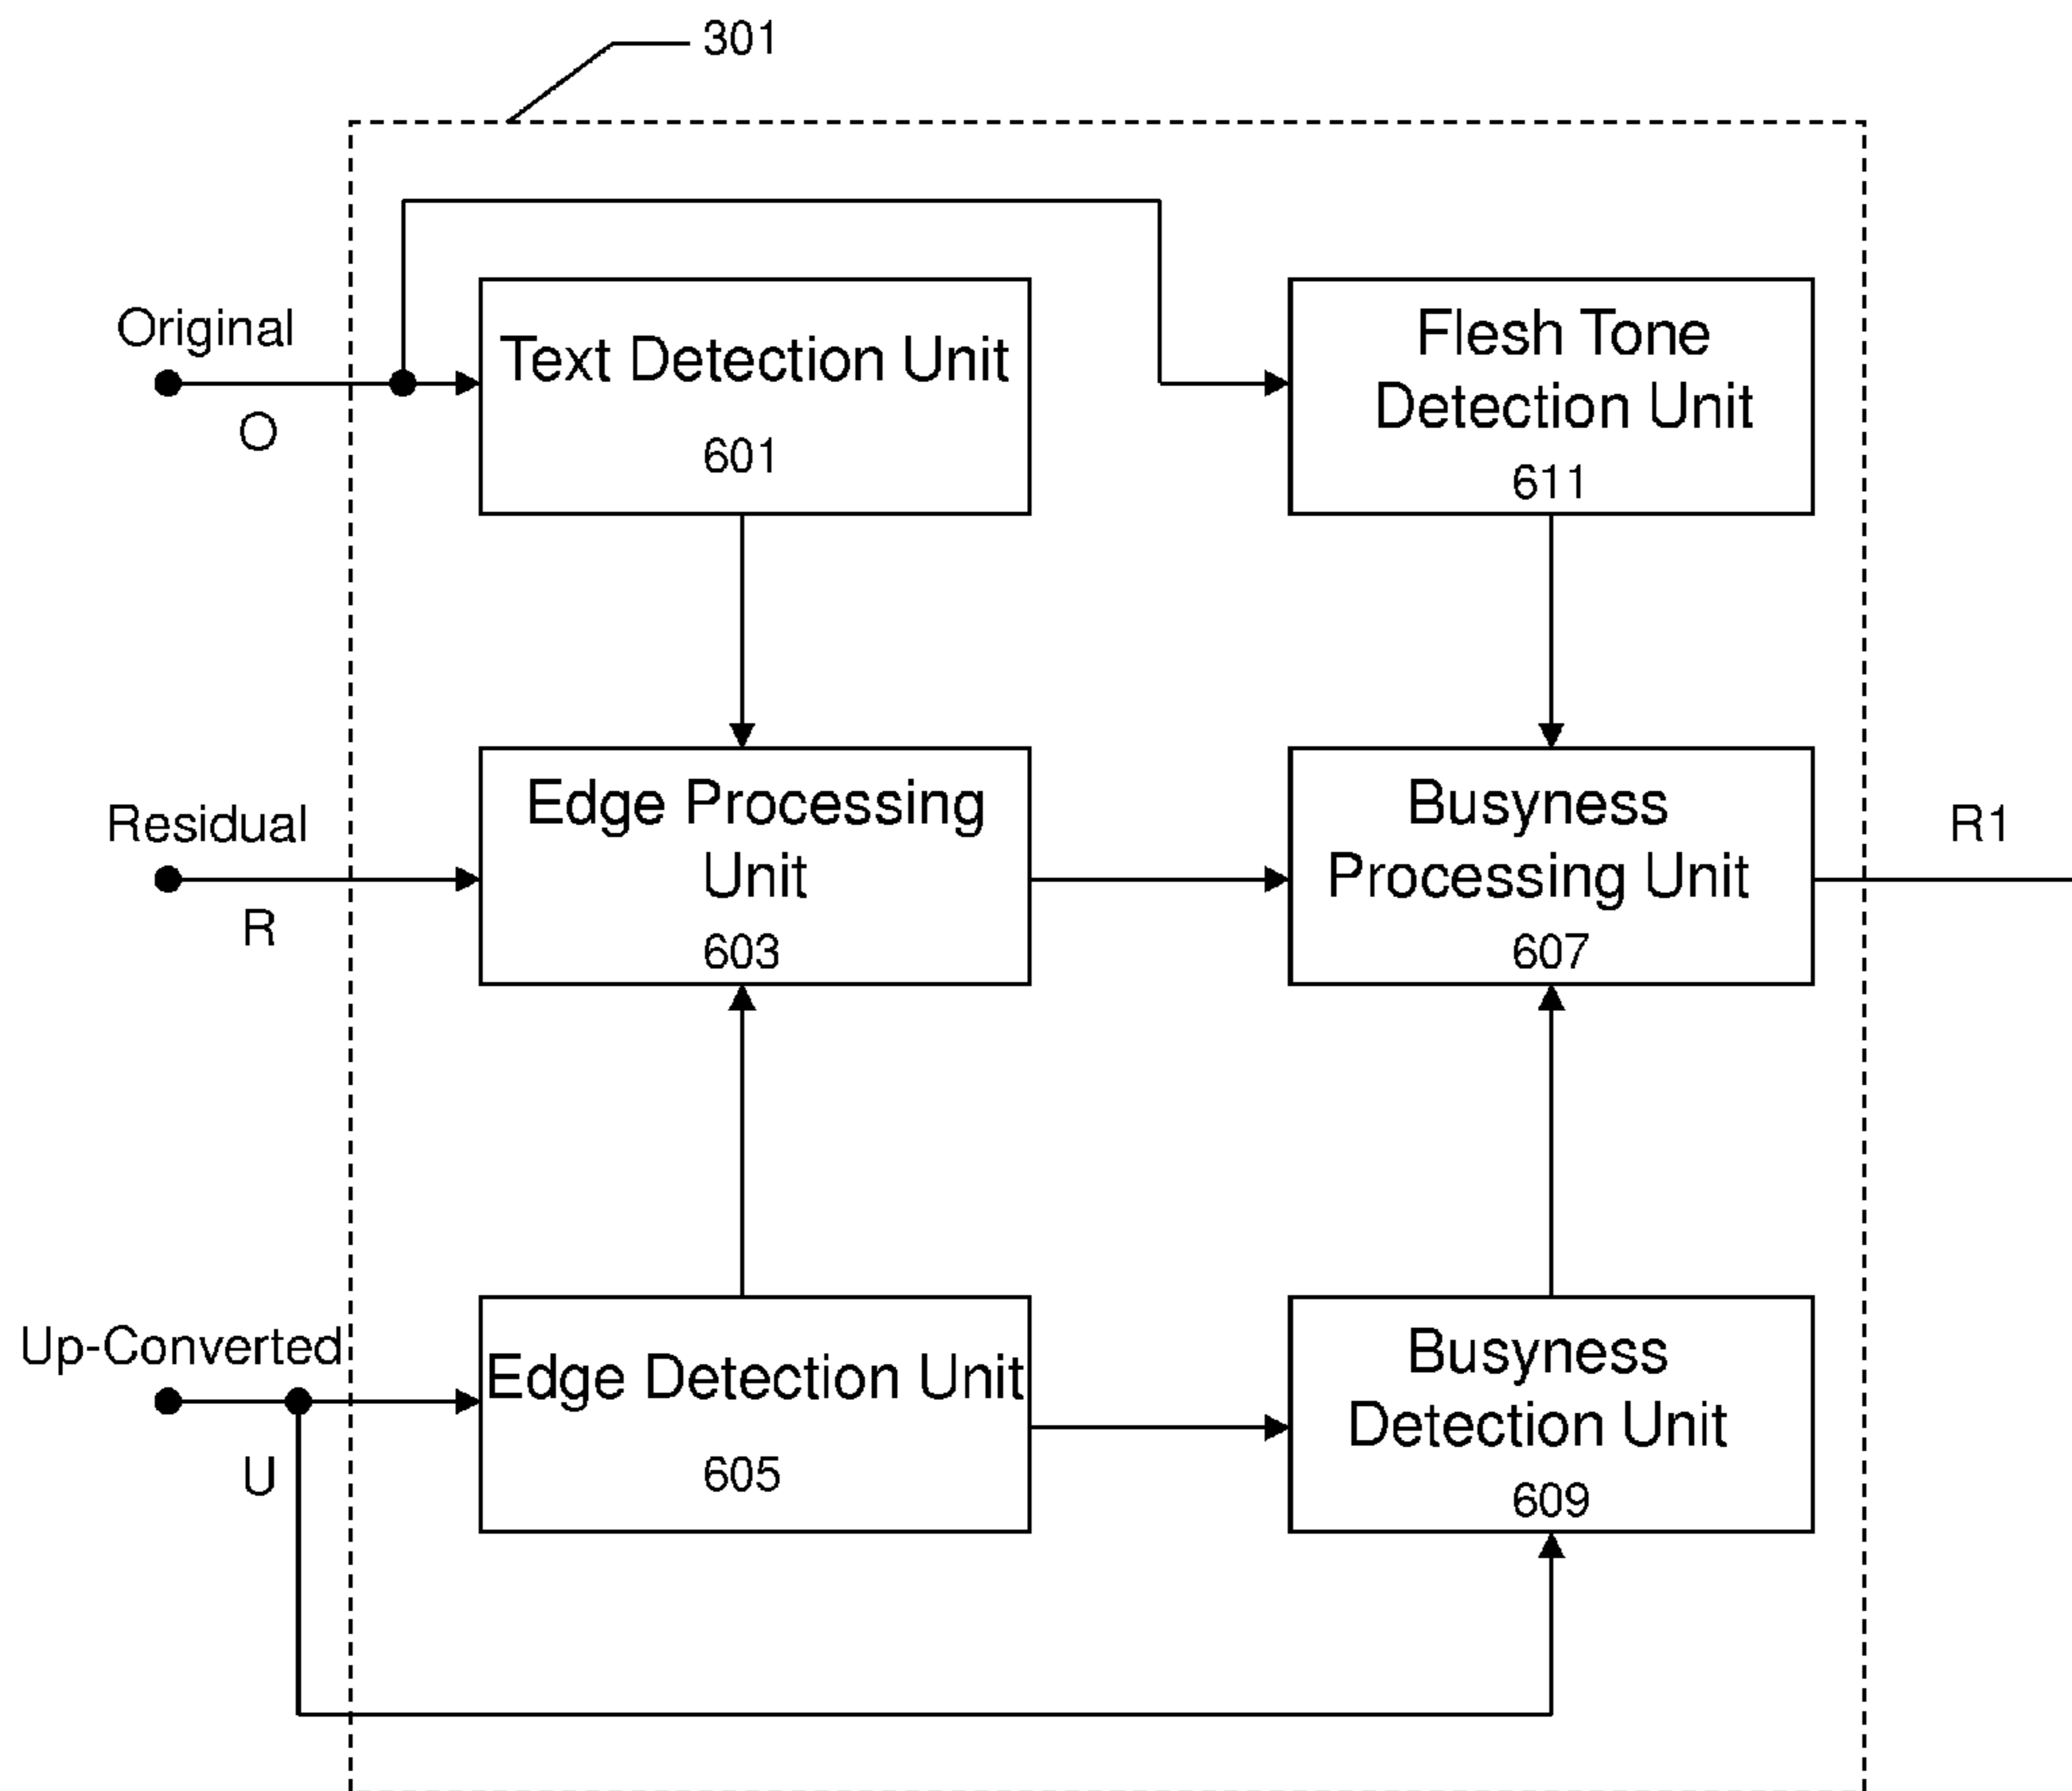 301
Original
O
Text Detection Unit
601
Flesh Tone
Detection Unit
611
Residual
R
Edge Processing
Unit
603
Busyness
Processing Unit
607
R1
Up-Converted
U
Edge Detection Unit
605
Busyness
Detection Unit
609